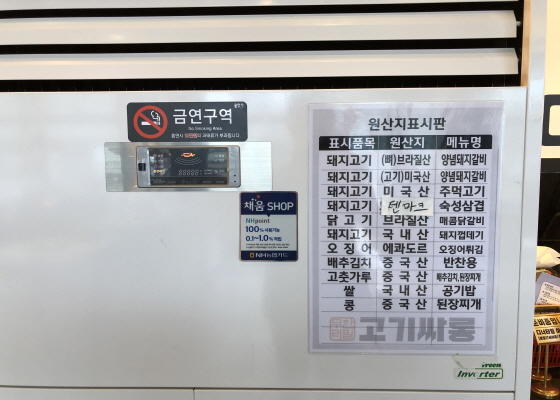 금연구역
No Smoking Area
채움 SHOP
NHpoint
100% 사용가능
0.1~1.0% 적립
NH농협카드
원산지표시판
표시품목 원산지 메뉴명
돼지고기 (뼈)브라질산 양념돼지갈비
돼지고기 (고기)미국산 양념돼지갈비
돼지고기 미국산 주먹고기
돼지고기 덴마크 숙성삼겹
닭고기 브라질산 매콤닭갈비
돼지고기 국내산 돼지껍데기
오징어 에콰도르 오징어튀김
배추김치 중국산 반찬용
고춧가루 중국산 배추김치, 된장찌개
쌀 국내산 공기밥
콩 중국산 된장찌개
고기싸롱
Green
Inverter